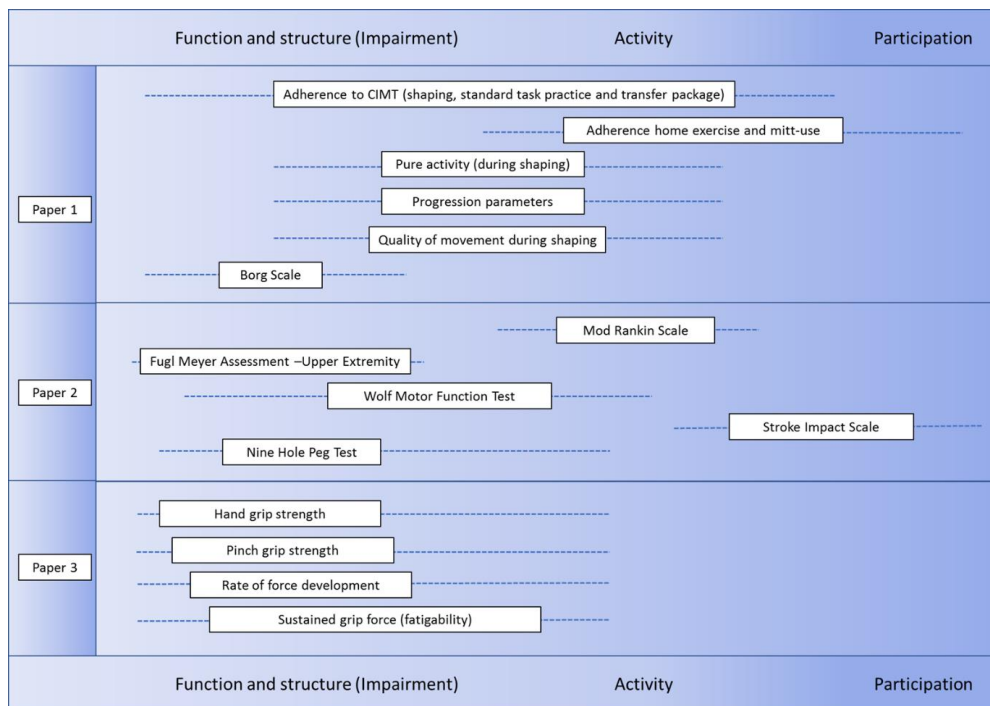 Function and structure (Impairment) Activity Participation
Adherence to CIMT (shaping, standard task practice and transfer package)
Adherence home exercise and mitt-use
Pure activity (during shaping)
Paper 1
Progression parameters
Quality of movement during shaping
Borg Scale
Mod Rankin Scale
Fugl Meyer Assessment –Upper Extremity
Paper 2
Wolf Motor Function Test
Stroke Impact Scale
Nine Hole Peg Test
Hand grip strength
Pinch grip strength
Paper 3
Rate of force development
Sustained grip force (fatigability)
Function and structure (Impairment) Activity Participation